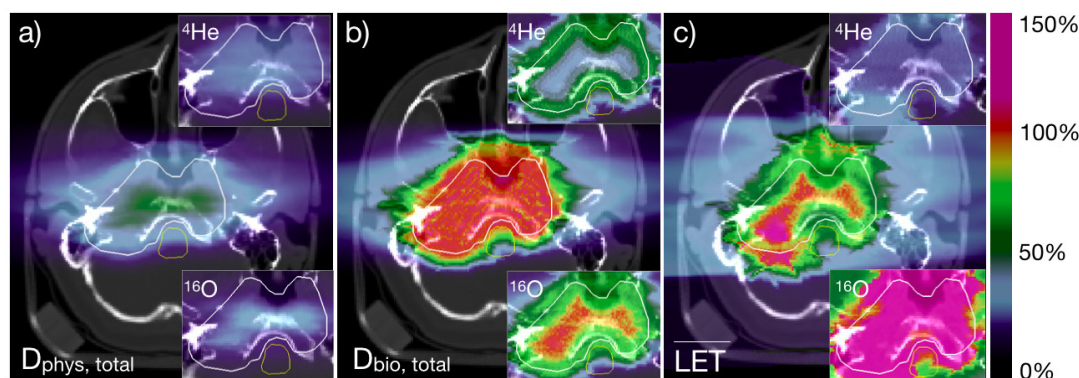 a)
⁴He
¹⁶O
Dphys, total
b)
⁴He
¹⁶O
Dbio, total
c)
⁴He
¹⁶O
LET
150%
100%
50%
0%